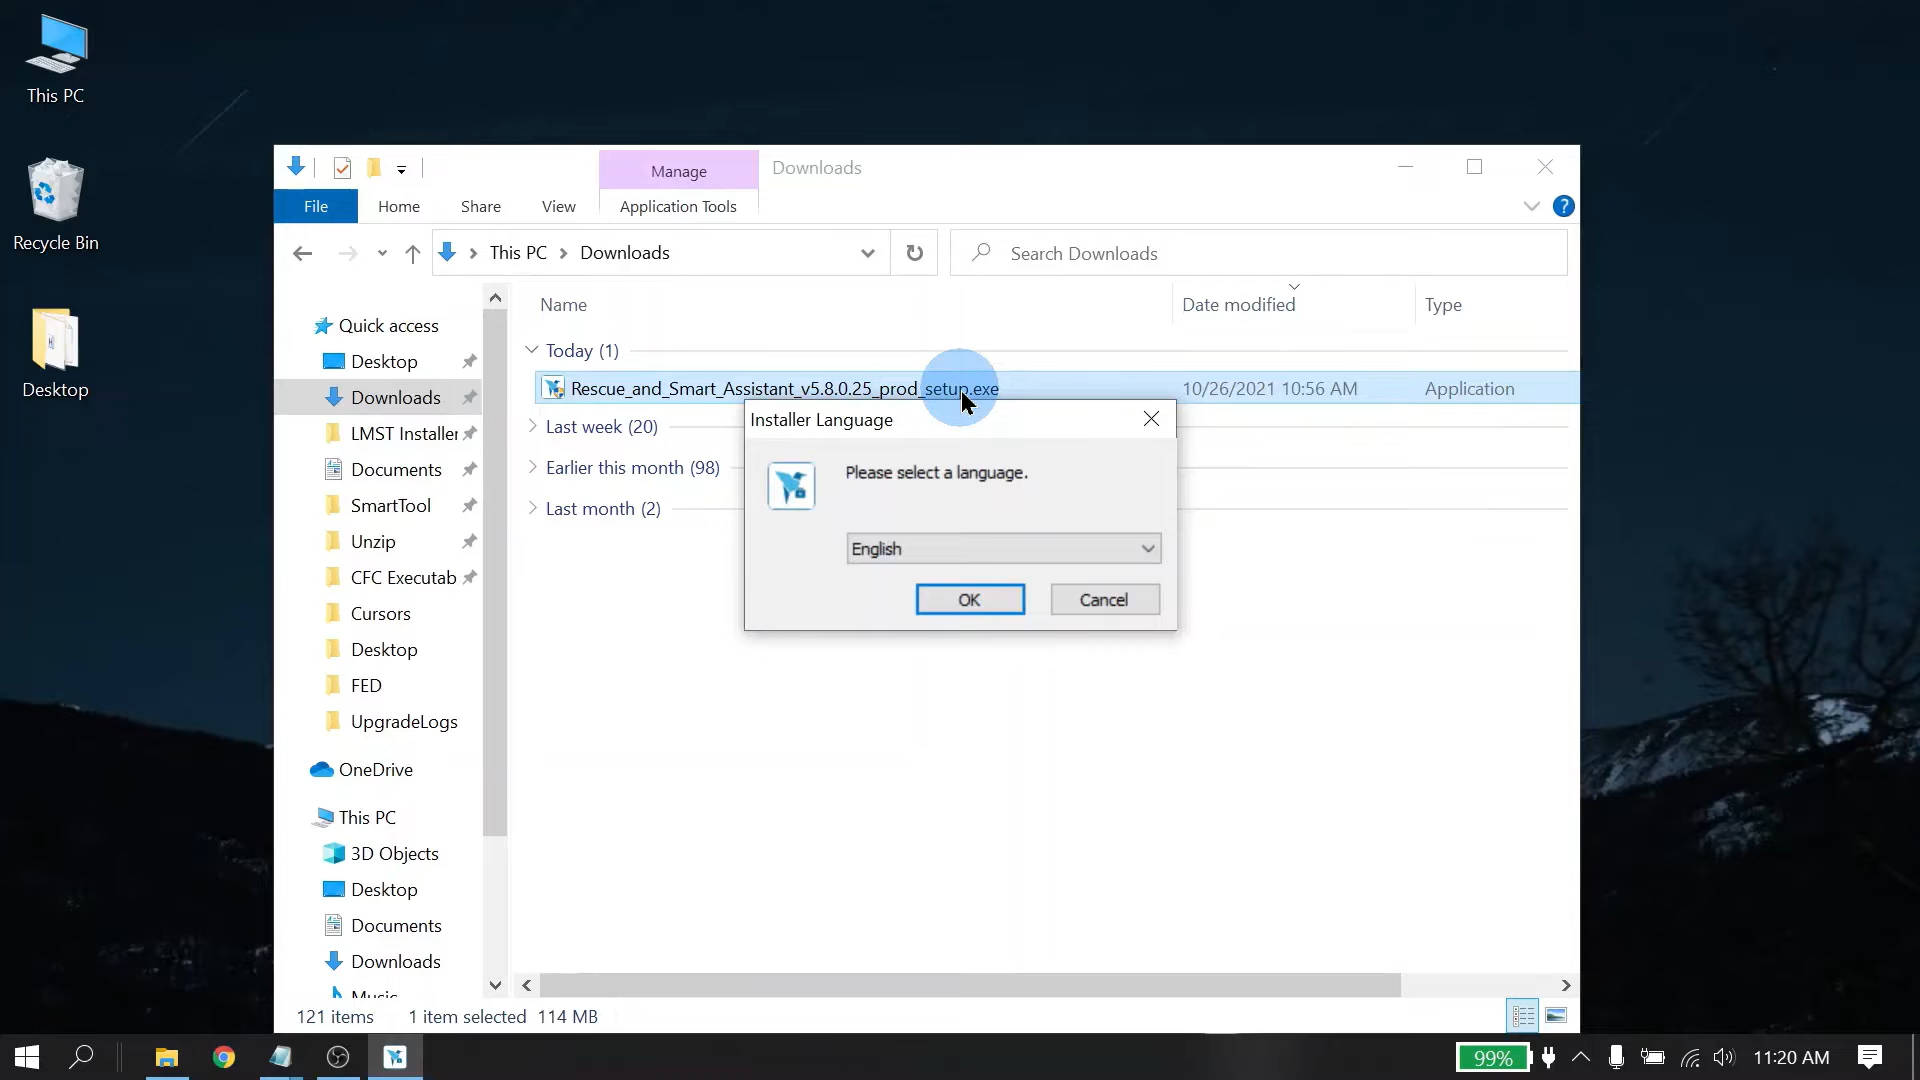 This PC
Recycle Bin
Desktop
Manage
Downloads
File
Home
Share
View
Application Tools
?
This PC
Downloads
Search Downloads
Name
Date modified
Type
Quick access
Desktop
Downloads
LMST Installer
Documents
SmartTool
Unzip
CFC Executab
Cursors
Desktop
FED
UpgradeLogs
OneDrive
This PC
3D Objects
Desktop
Documents
Downloads
Music
Today (1)
Rescue_and_Smart_Assistant_v5.8.0.25_prod_setup.exe
10/26/2021 10:56 AM
Application
Last week (20)
Earlier this month (98)
Last month (2)
Installer Language
Please select a language.
English
OK
Cancel
121 items
1 item selected
114 MB
99%
11:20 AM